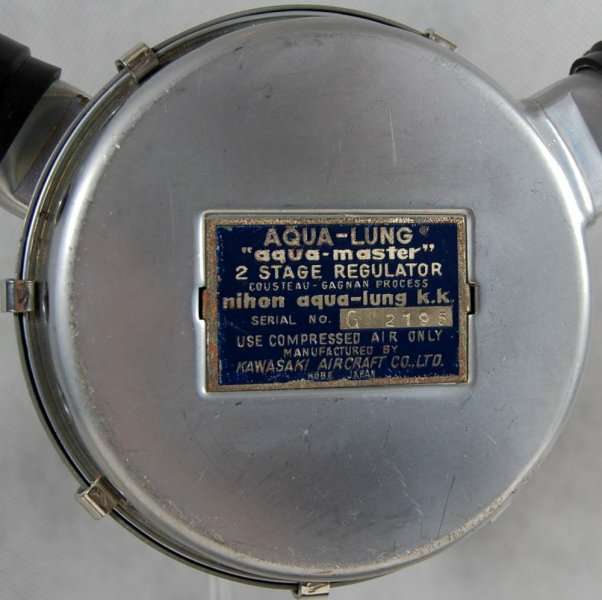 AQUA-LUNG
"aqua-master"
2 STAGE REGULATOR
COUSTEAU-GAGNAN PROCESS
nihon aqua-lung k.k.
SERIAL NO. G 2195
USE COMPRESSED AIR ONLY
MANUFACTURED BY
KAWASAKI AIRCRAFT CO., LTD.
KOBE JAPAN